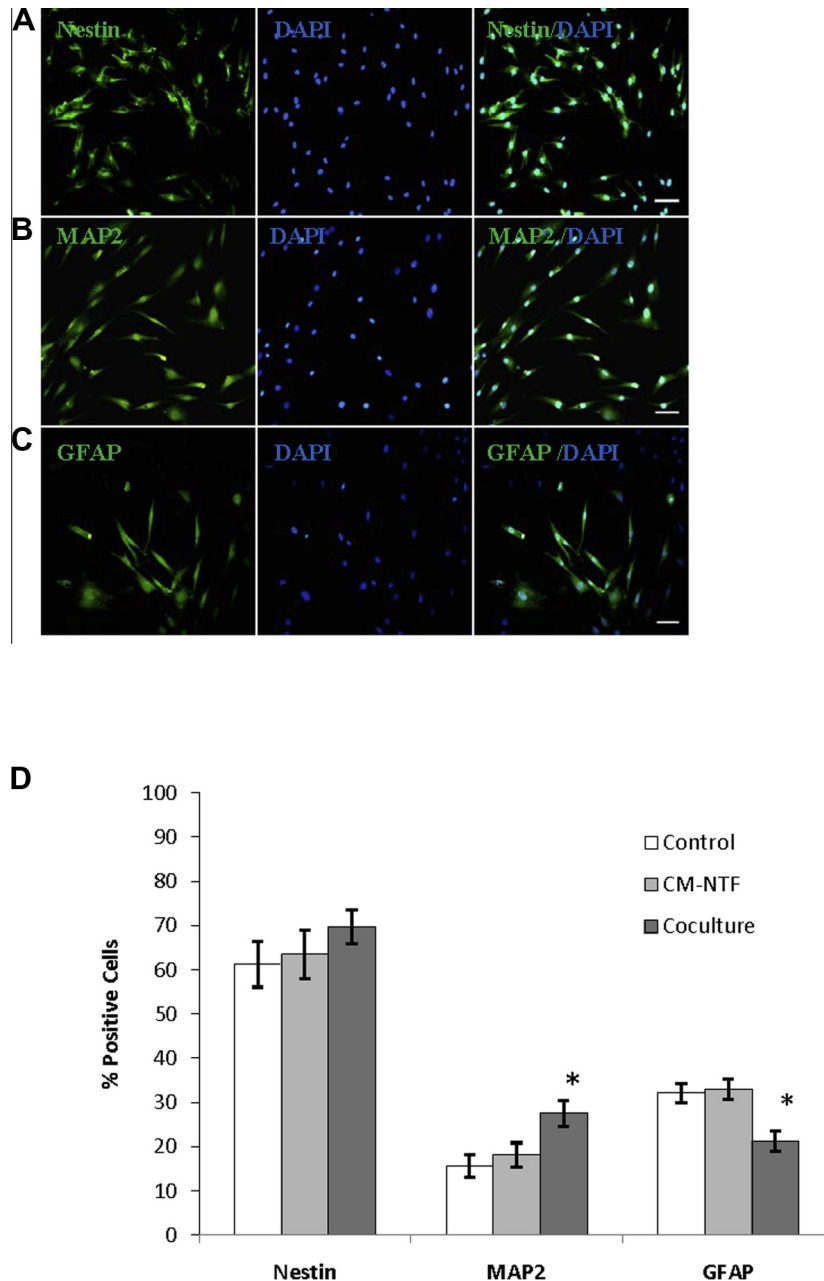 A
Nestin
DAPI
Nestin/DAPI
B
MAP2
DAPI
MAP2 /DAPI
C
GFAP
DAPI
GFAP /DAPI
D
100
90
80
70
60
50
40
30
20
10
0
% Positive Cells
Control
CM-NTF
Coculture
*
*
Nestin
MAP2
GFAP